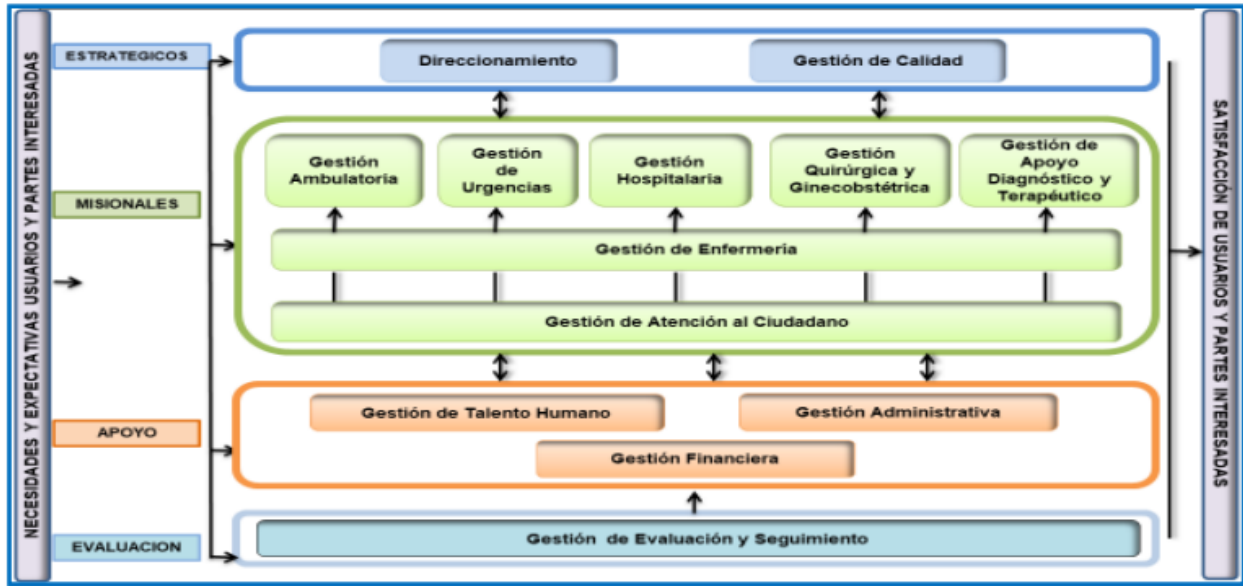 NECESIDADES Y EXPECTATIVAS USUARIOS Y PARTES INTERESADAS
ESTRATEGICOS
Direccionamiento
Gestión de Calidad
MISIONALES
Gestión
Ambulatoria
Gestión
de
Urgencias
Gestión
Hospitalaria
Gestión
Quirúrgica y
Ginecobstétrica
Gestión de
Apoyo
Diagnóstico y
Terapéutico
Gestión de Enfermería
Gestión de Atención al Ciudadano
APOYO
Gestión de Talento Humano
Gestión Administrativa
Gestión Financiera
EVALUACION
Gestión de Evaluación y Seguimiento
SATISFACCIÓN DE USUARIOS Y PARTES INTERESADAS